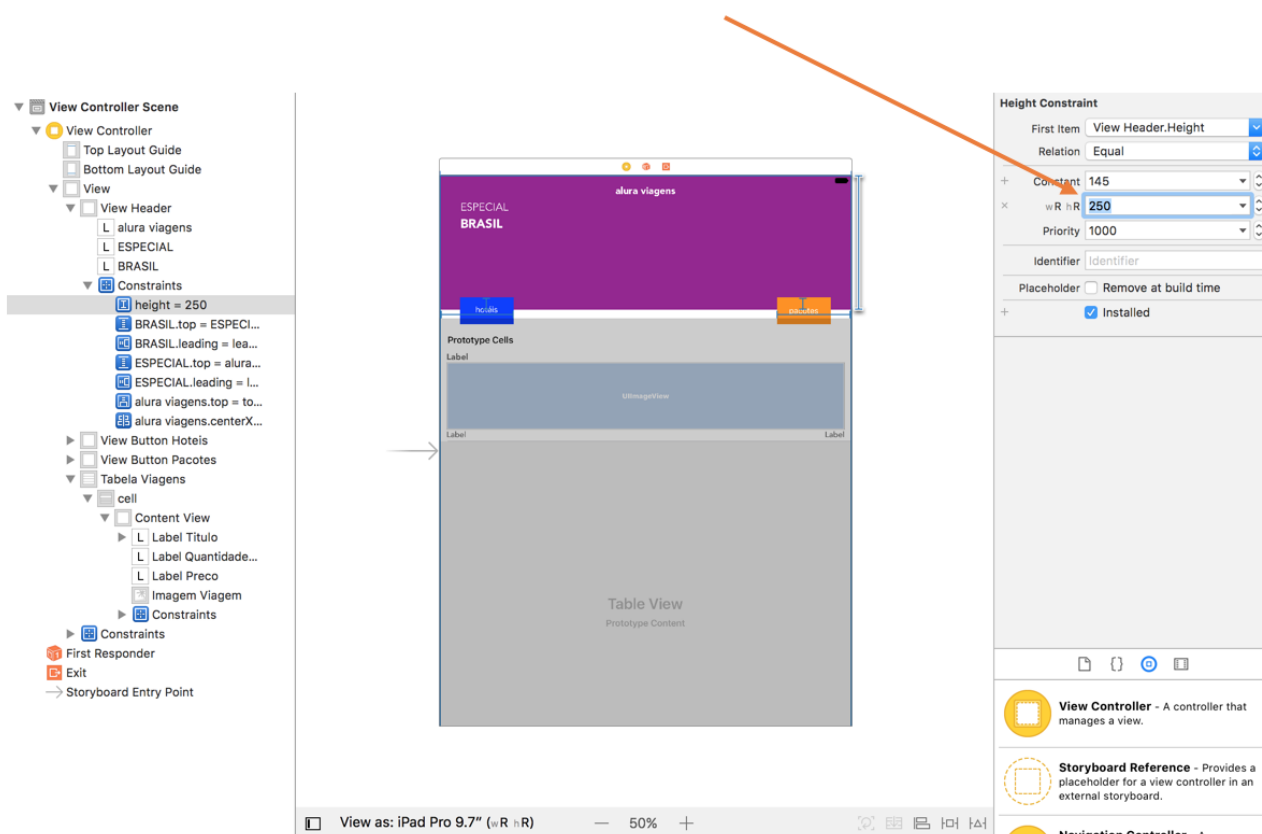 View Controller Scene
View Controller
Top Layout Guide
Bottom Layout Guide
View
View Header
L alura viagens
L ESPECIAL
L BRASIL
Constraints
height = 250
BRASIL.top = ESPECI...
BRASIL.leading = lea...
ESPECIAL.top = alura...
ESPECIAL.leading = l...
alura viagens.top = to...
alura viagens.centerX...
View Button Hoteis
View Button Pacotes
Tabela Viagens
cell
Content View
L Label Titulo
L Label Quantidade...
L Label Preco
Imagem Viagem
Constraints
Constraints
First Responder
Exit
Storyboard Entry Point
alura viagens
ESPECIAL
BRASIL
hotéis
pacotes
Prototype Cells
Label
UIImageView
Label Label
Table View
Prototype Content
View as: iPad Pro 9.7” (wR hR) — 50% +
Height Constraint
First Item View Header.Height
Relation Equal
+ Constant 145
× wR hR 250
Priority 1000
Identifier Identifier
Placeholder Remove at build time
+ Installed
{}
View Controller - A controller that
manages a view.
Storyboard Reference - Provides a
placeholder for a view controller in an
external storyboard.